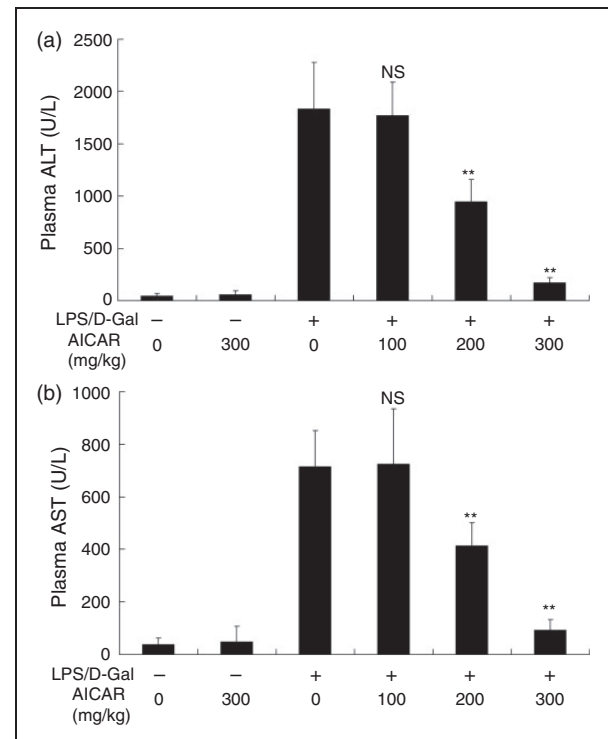 (a)
2500
2000
1500
1000
500
0
Plasma ALT (U/L)
NS
**
**
LPS/D-Gal – – + + + +
AICAR 0 300 0 100 200 300
(mg/kg)
(b)
1000
800
600
400
200
0
Plasma AST (U/L)
NS
**
**
LPS/D-Gal – – + + + +
AICAR 0 300 0 100 200 300
(mg/kg)